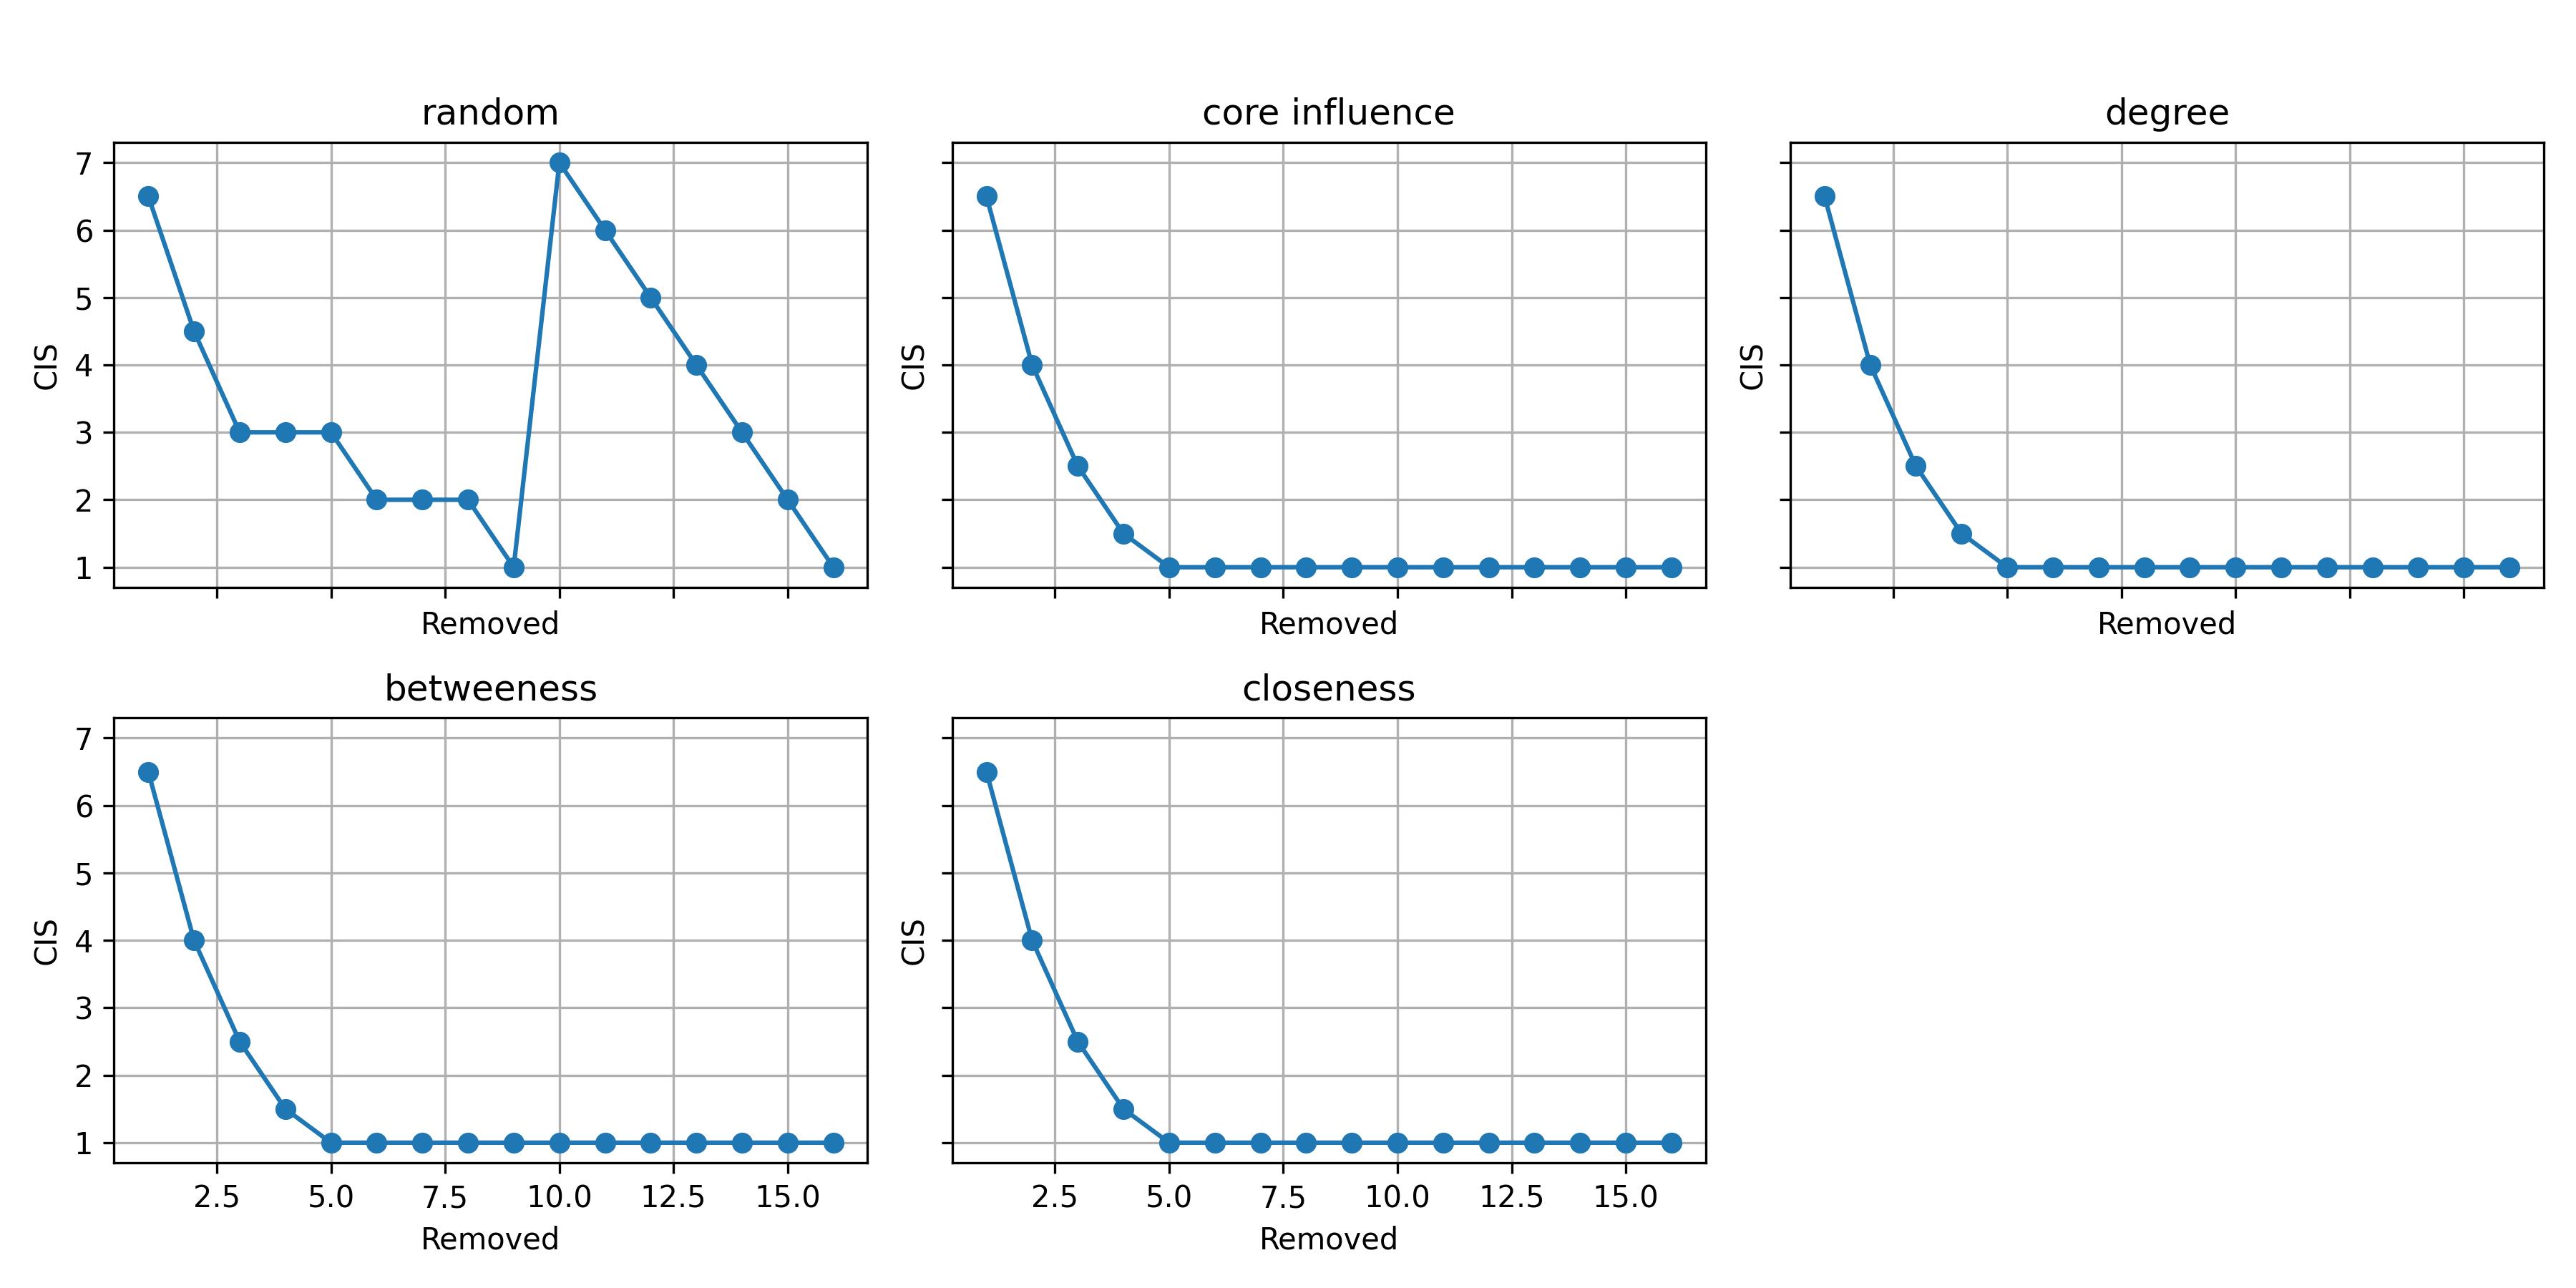 random
core influence
degree
7
6
5
4
3
2
1
CIS
CIS
CIS
Removed
Removed
Removed
betweeness
closeness
7
6
5
4
3
2
1
CIS
CIS
2.5 5.0 7.5 10.0 12.5 15.0
2.5 5.0 7.5 10.0 12.5 15.0
Removed
Removed